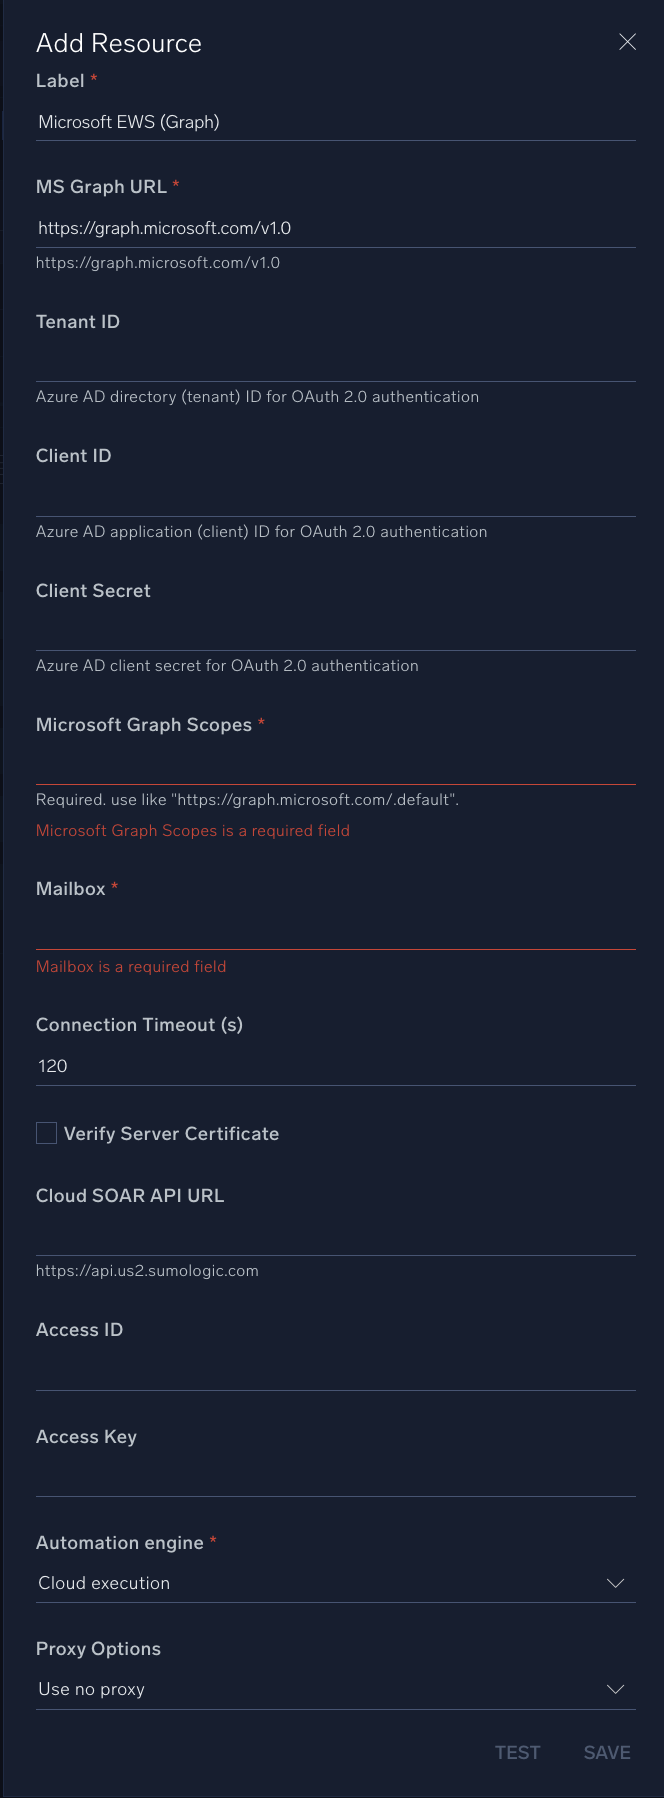 Add Resource
Label *
Microsoft EWS (Graph)
MS Graph URL *
https://graph.microsoft.com/v1.0
https://graph.microsoft.com/v1.0
Tenant ID
Azure AD directory (tenant) ID for OAuth 2.0 authentication
Client ID
Azure AD application (client) ID for OAuth 2.0 authentication
Client Secret
Azure AD client secret for OAuth 2.0 authentication
Microsoft Graph Scopes *
Required. use like "https://graph.microsoft.com/.default".
Microsoft Graph Scopes is a required field
Mailbox *
Mailbox is a required field
Connection Timeout (s)
120
Verify Server Certificate
Cloud SOAR API URL
https://api.us2.sumologic.com
Access ID
Access Key
Automation engine *
Cloud execution
Proxy Options
Use no proxy
TEST SAVE